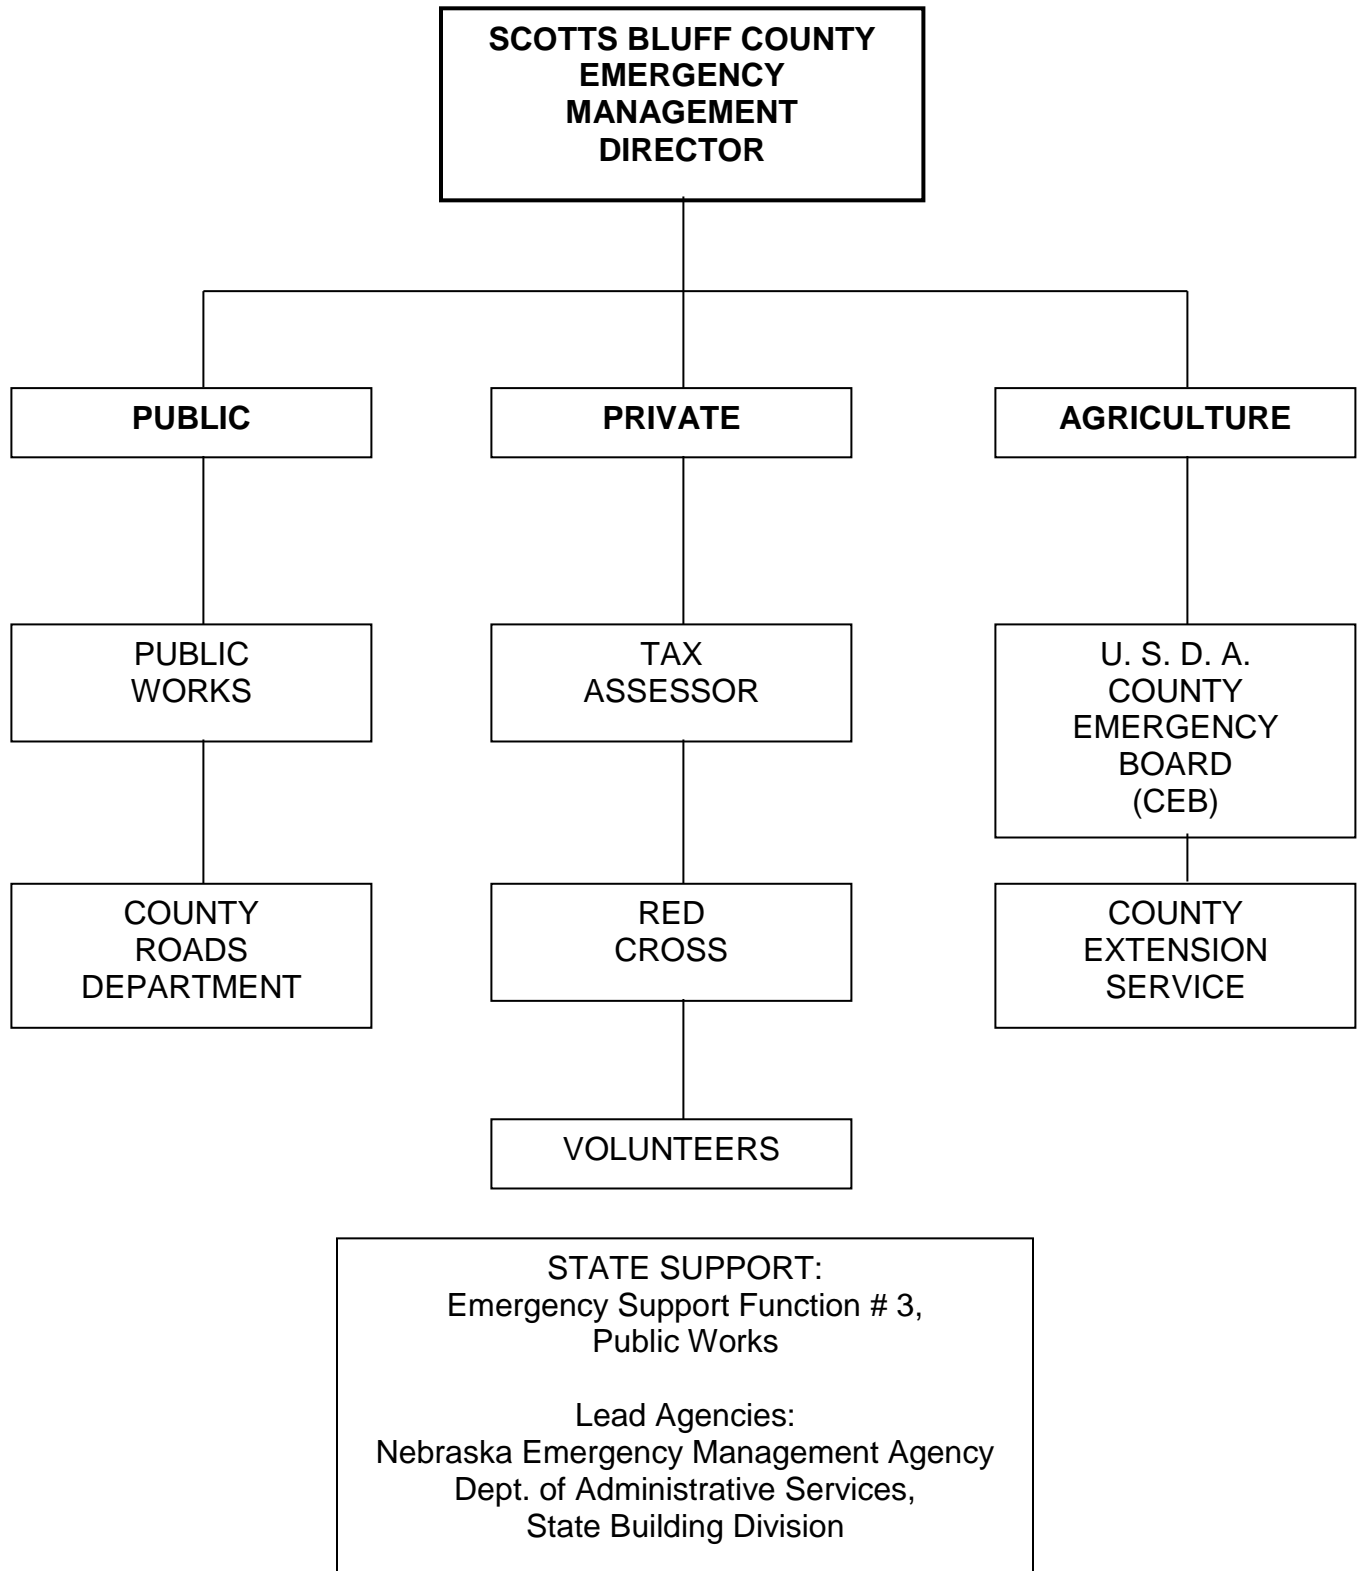 SCOTTS BLUFF COUNTY
EMERGENCY
MANAGEMENT
DIRECTOR
PUBLIC
PRIVATE
AGRICULTURE
PUBLIC
WORKS
TAX
ASSESSOR
U. S. D. A.
COUNTY
EMERGENCY
BOARD
(CEB)
COUNTY
ROADS
DEPARTMENT
RED
CROSS
COUNTY
EXTENSION
SERVICE
VOLUNTEERS
STATE SUPPORT:
Emergency Support Function # 3,
Public Works
Lead Agencies:
Nebraska Emergency Management Agency
Dept. of Administrative Services,
State Building Division